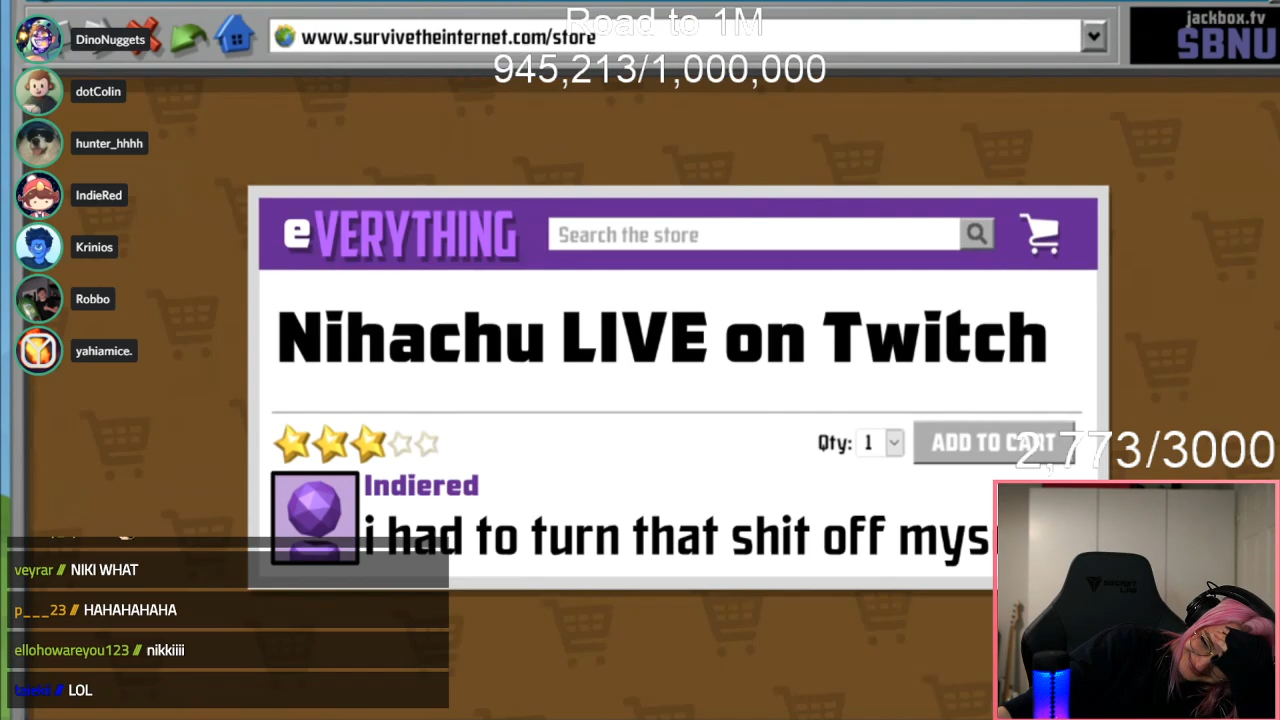 Road to 1M
945,213/1,000,000
www.survivetheinternet.com/store
jackbox.tv
SBNU
DinoNuggets
dotColin
hunter_hhhh
IndieRed
Krinios
Robbo
yahiamice.
eVERYTHING
Search the store
Nihachu LIVE on Twitch
Qty: 1
ADD TO CART
2,773/3000
Indiered
i had to turn that shit off mys
veyrar // NIKI WHAT
p___23 // HAHAHAHAHA
ellohowareyou123 // nikkiiii
// LOL